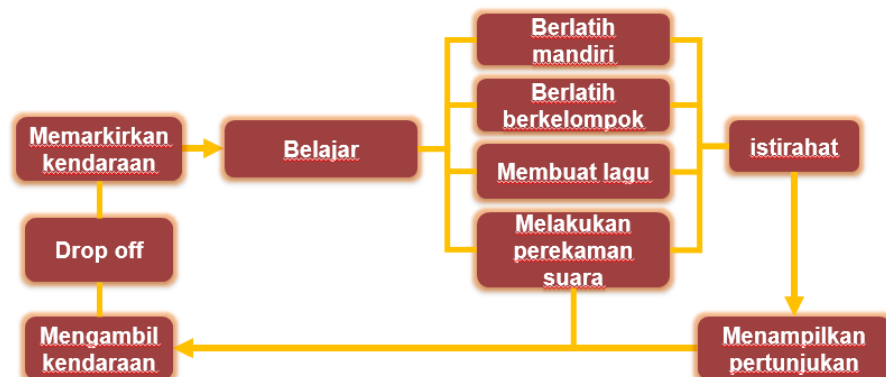 Memarkirkan
kendaraan
Drop off
Mengambil
kendaraan
Belajar
Berlatih
mandiri
Berlatih
berkelompok
Membuat lagu
Melakukan
perekaman
suara
istirahat
Menampilkan
pertunjukan